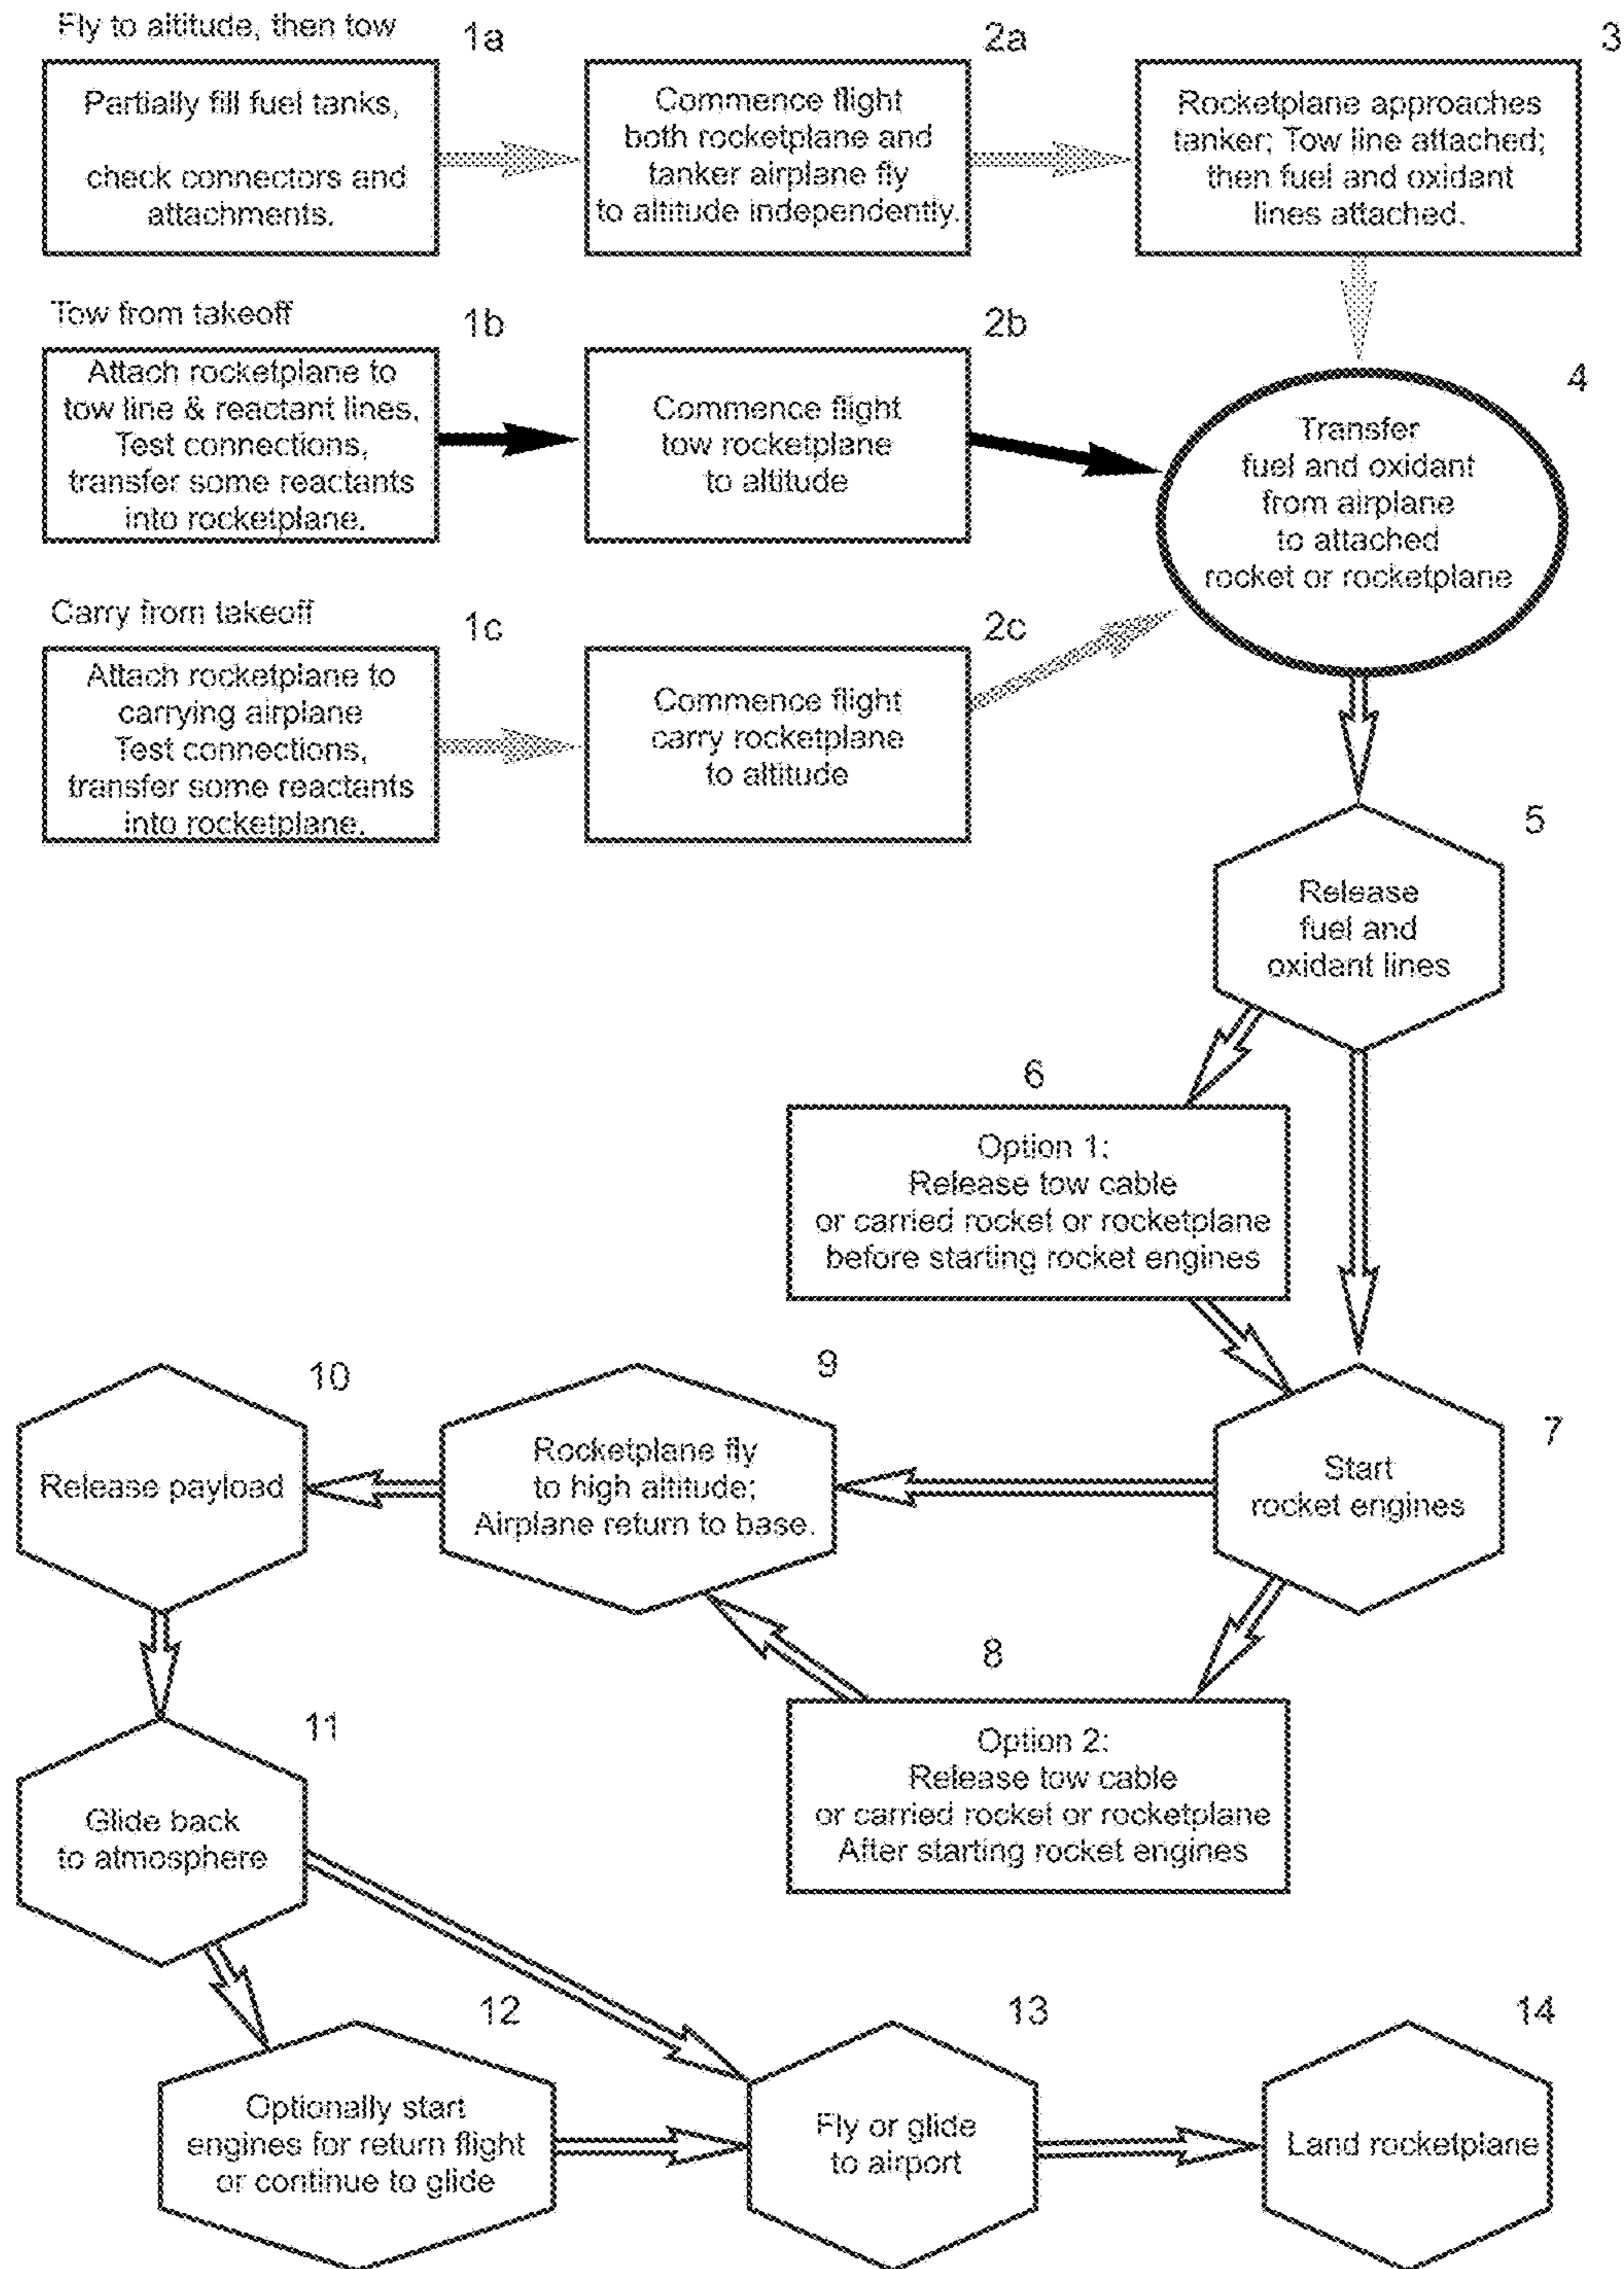 Fly to altitude, then tow
1a
Partially fill fuel tanks,
check connectors and
attachments.
2a
Commence flight
both rocketplane and
tanker airplane fly
to altitude independently.
3
Rocketplane approaches
tanker; Tow line attached;
then fuel and oxidant
lines attached.
Tow from takeoff
1b
Attach rocketplane to
tow line & reactant lines,
Test connections,
transfer some reactants
into rocketplane.
2b
Commence flight
tow rocketplane
to altitude
4
Transfer
fuel and oxidant
from airplane
to attached
rocket or rocketplane
Carry from takeoff
1c
Attach rocketplane to
carrying airplane
Test connections,
transfer some reactants
into rocketplane.
2c
Commence flight
carry rocketplane
to altitude
5
Release
fuel and
oxidant lines
6
Option 1:
Release tow cable
or carried rocket or rocketplane
before starting rocket engines
7
Start
rocket engines
8
Option 2:
Release tow cable
or carried rocket or rocketplane
After starting rocket engines
9
Rocketplane fly
to high altitude;
Airplane return to base.
10
Release payload
11
Glide back
to atmosphere
12
Optionally start
engines for return flight
or continue to glide
13
Fly or glide
to airport
14
Land rocketplane